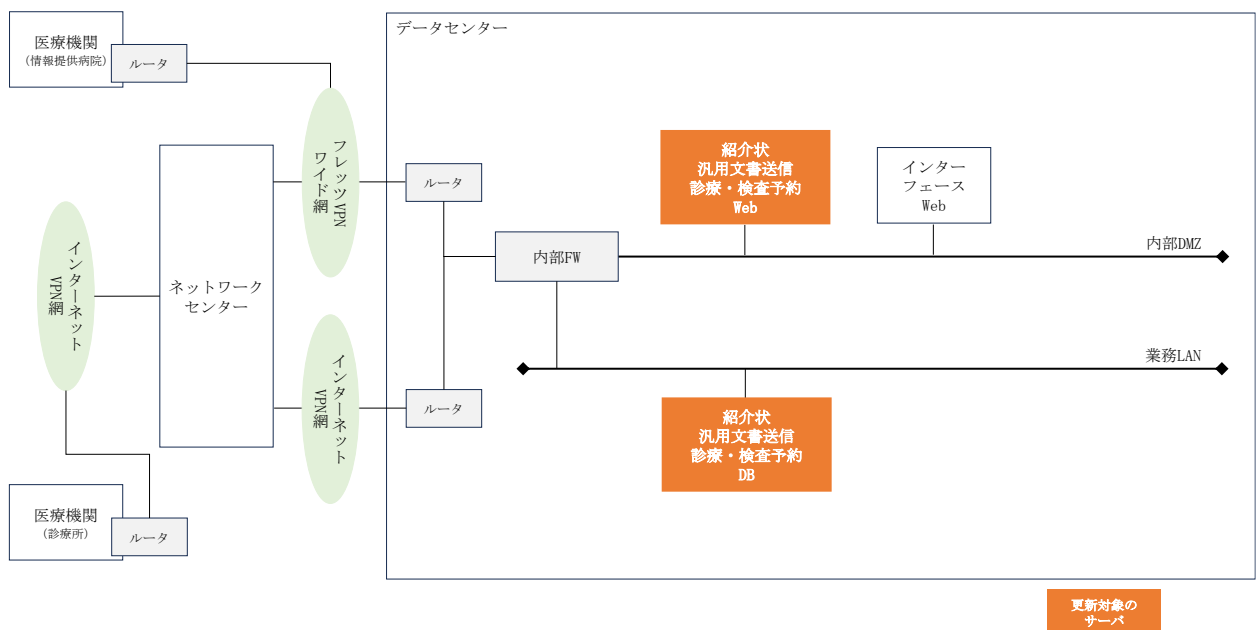 医療機関
(情報提供病院)
ルータ
データセンター
フレッツVPN
ワイド網
ルータ
紹介状
汎用文書送信
診療・検査予約
Web
インター
フェース
Web
内部DMZ
内部FW
インターネット
VPN網
ネットワーク
センター
インターネット
VPN網
ルータ
業務LAN
紹介状
汎用文書送信
診療・検査予約
DB
医療機関
(診療所)
ルータ
更新対象の
サーバ